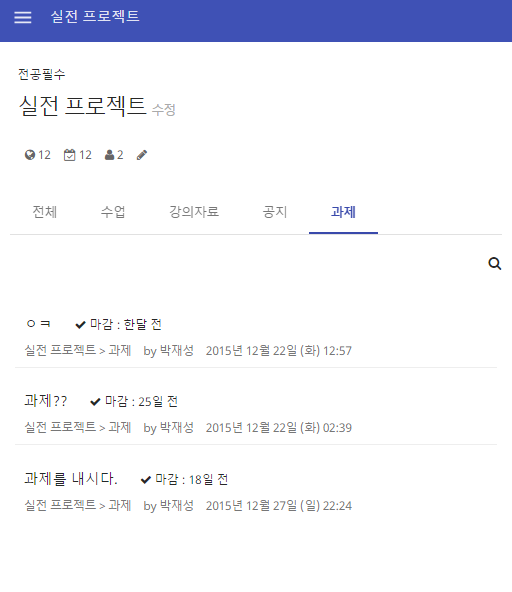 실전 프로젝트
전공필수
실전 프로젝트 수정
12 12 2
전체 수업 강의자료 공지 과제
ㅇㅋ 마감 : 한달 전
실전 프로젝트 > 과제 by 박재성 2015년 12월 22일 (화) 12:57
과제?? 마감 : 25일 전
실전 프로젝트 > 과제 by 박재성 2015년 12월 22일 (화) 02:39
과제를 내시다. 마감 : 18일 전
실전 프로젝트 > 과제 by 박재성 2015년 12월 27일 (일) 22:24